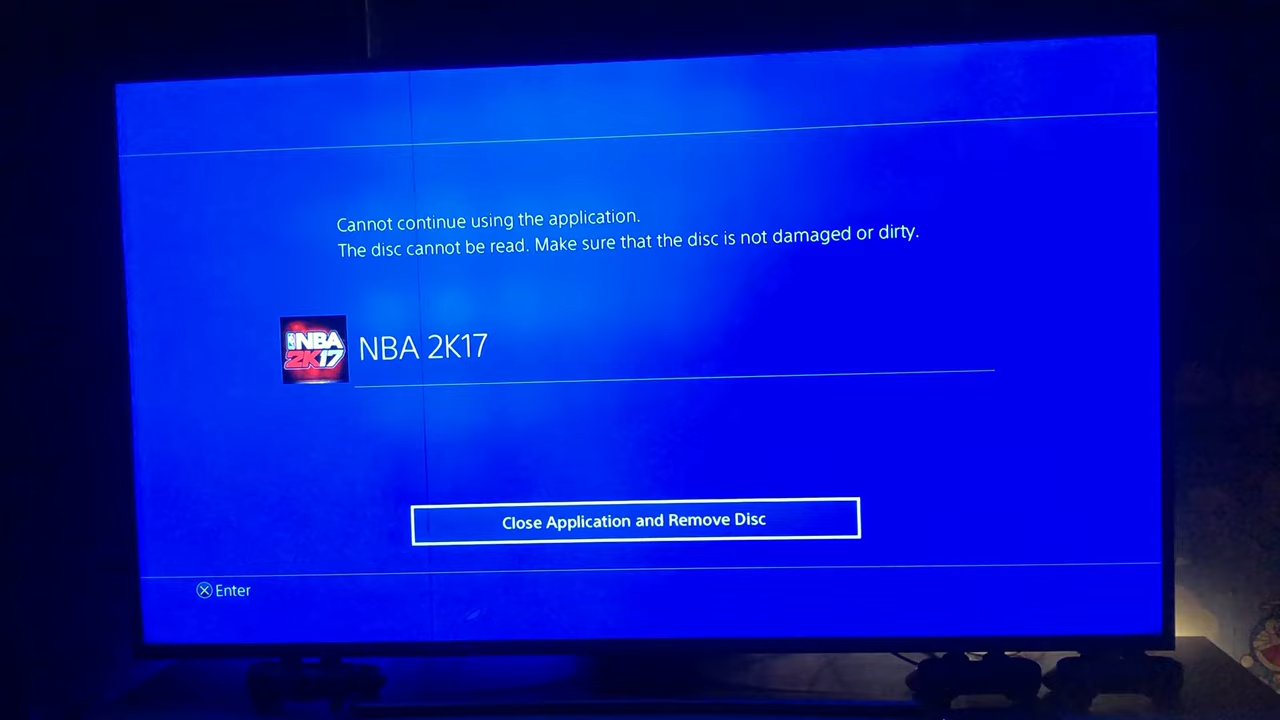 Cannot continue using the application.
The disc cannot be read. Make sure that the disc is not damaged or dirty.
NBA
2K17
NBA 2K17
Close Application and Remove Disc
Enter